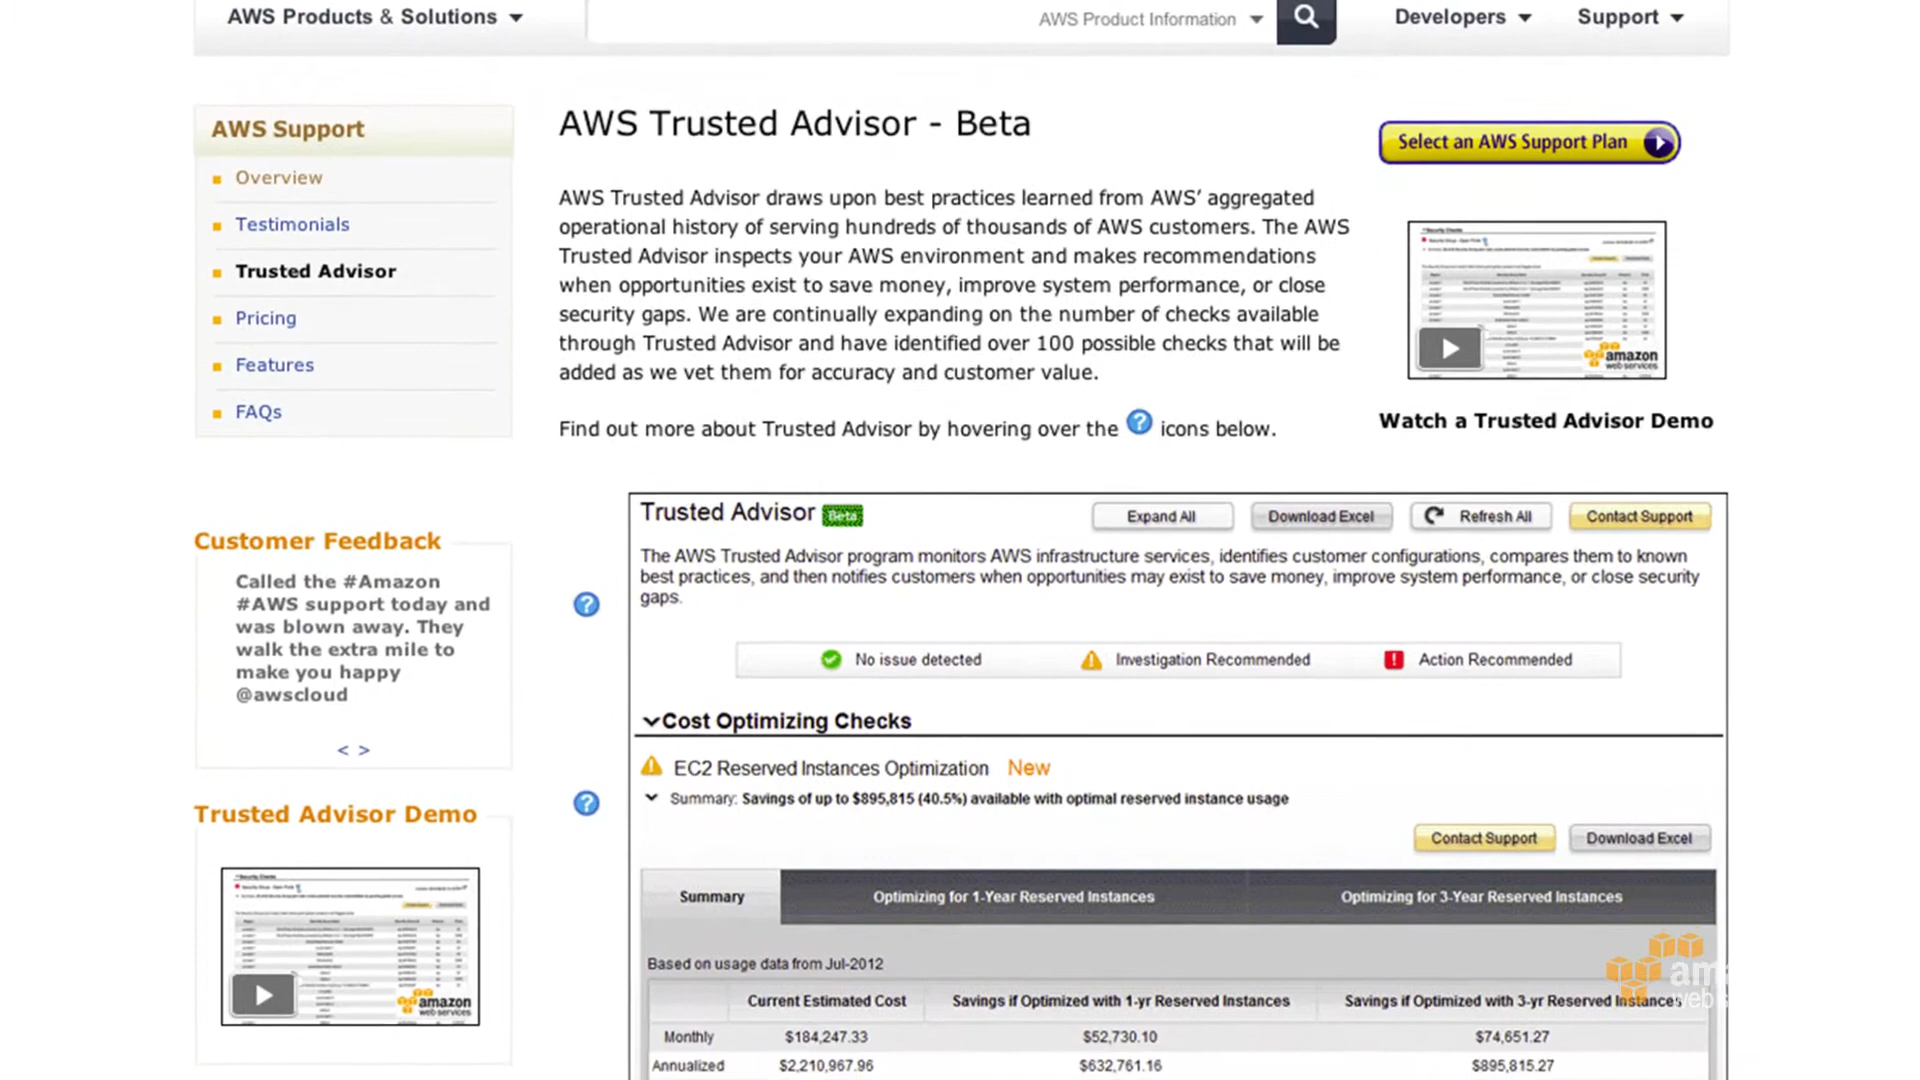 AWS Products & Solutions
AWS Product Information
Developers
Support
AWS Support
Overview
Testimonials
Trusted Advisor
Pricing
Features
FAQs
AWS Trusted Advisor - Beta
AWS Trusted Advisor draws upon best practices learned from AWS’ aggregated
operational history of serving hundreds of thousands of AWS customers. The AWS
Trusted Advisor inspects your AWS environment and makes recommendations
when opportunities exist to save money, improve system performance, or close
security gaps. We are continually expanding on the number of checks available
through Trusted Advisor and have identified over 100 possible checks that will be
added as we vet them for accuracy and customer value.
Find out more about Trusted Advisor by hovering over the ? icons below.
Select an AWS Support Plan
amazon
web services
Watch a Trusted Advisor Demo
Customer Feedback
Called the #Amazon
#AWS support today and
was blown away. They
walk the extra mile to
make you happy
@awscloud
< >
Trusted Advisor Demo
amazon
web services
Trusted Advisor Beta
Expand All
Download Excel
Refresh All
Contact Support
The AWS Trusted Advisor program monitors AWS infrastructure services, identifies customer configurations, compares them to known
best practices, and then notifies customers when opportunities may exist to save money, improve system performance, or close security
gaps.
No issue detected
Investigation Recommended
Action Recommended
Cost Optimizing Checks
EC2 Reserved Instances Optimization New
Summary: Savings of up to $895,815 (40.5%) available with optimal reserved instance usage
Contact Support
Download Excel
Summary
Optimizing for 1-Year Reserved Instances
Optimizing for 3-Year Reserved Instances
Based on usage data from Jul-2012
Current Estimated Cost
Savings if Optimized with 1-yr Reserved Instances
Savings if Optimized with 3-yr Reserved Instances
Monthly $184,247.33 $52,730.10 $74,651.27
Annualized $2,210,967.96 $632,761.16 $895,815.27